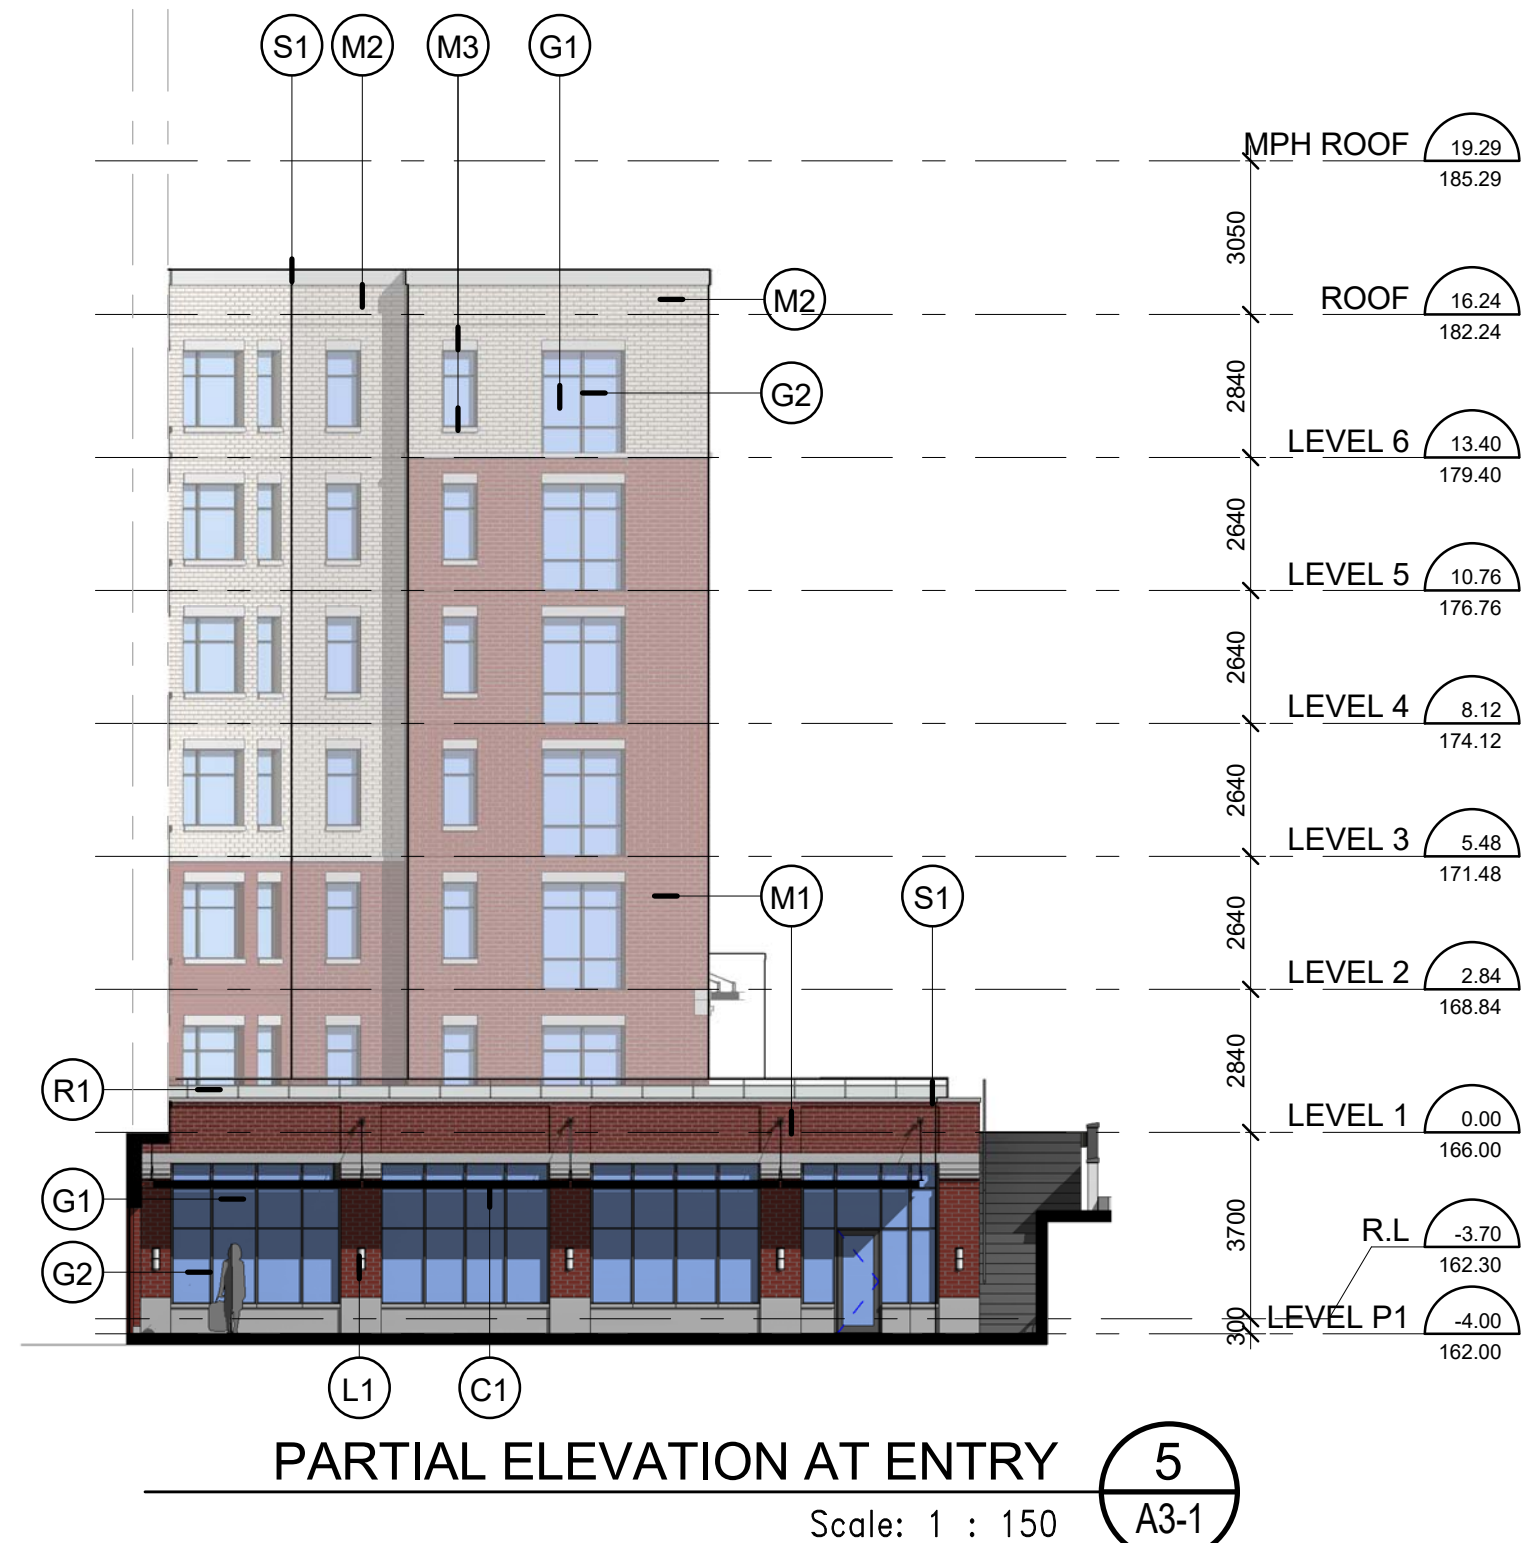 S1 M2 M3 G1
MPH ROOF 19.29
185.29
3050
M2
ROOF 16.24
182.24
2840
G2
LEVEL 6 13.40
179.40
2640
LEVEL 5 10.76
176.76
2640
LEVEL 4 8.12
174.12
2640
LEVEL 3 5.48
171.48
M1 S1
2640
LEVEL 2 2.84
168.84
2840
R1
LEVEL 1 0.00
166.00
G1
3700
R.L -3.70
162.30
G2
300
LEVEL P1 -4.00
162.00
L1 C1
PARTIAL ELEVATION AT ENTRY 5
Scale: 1 : 150 A3-1